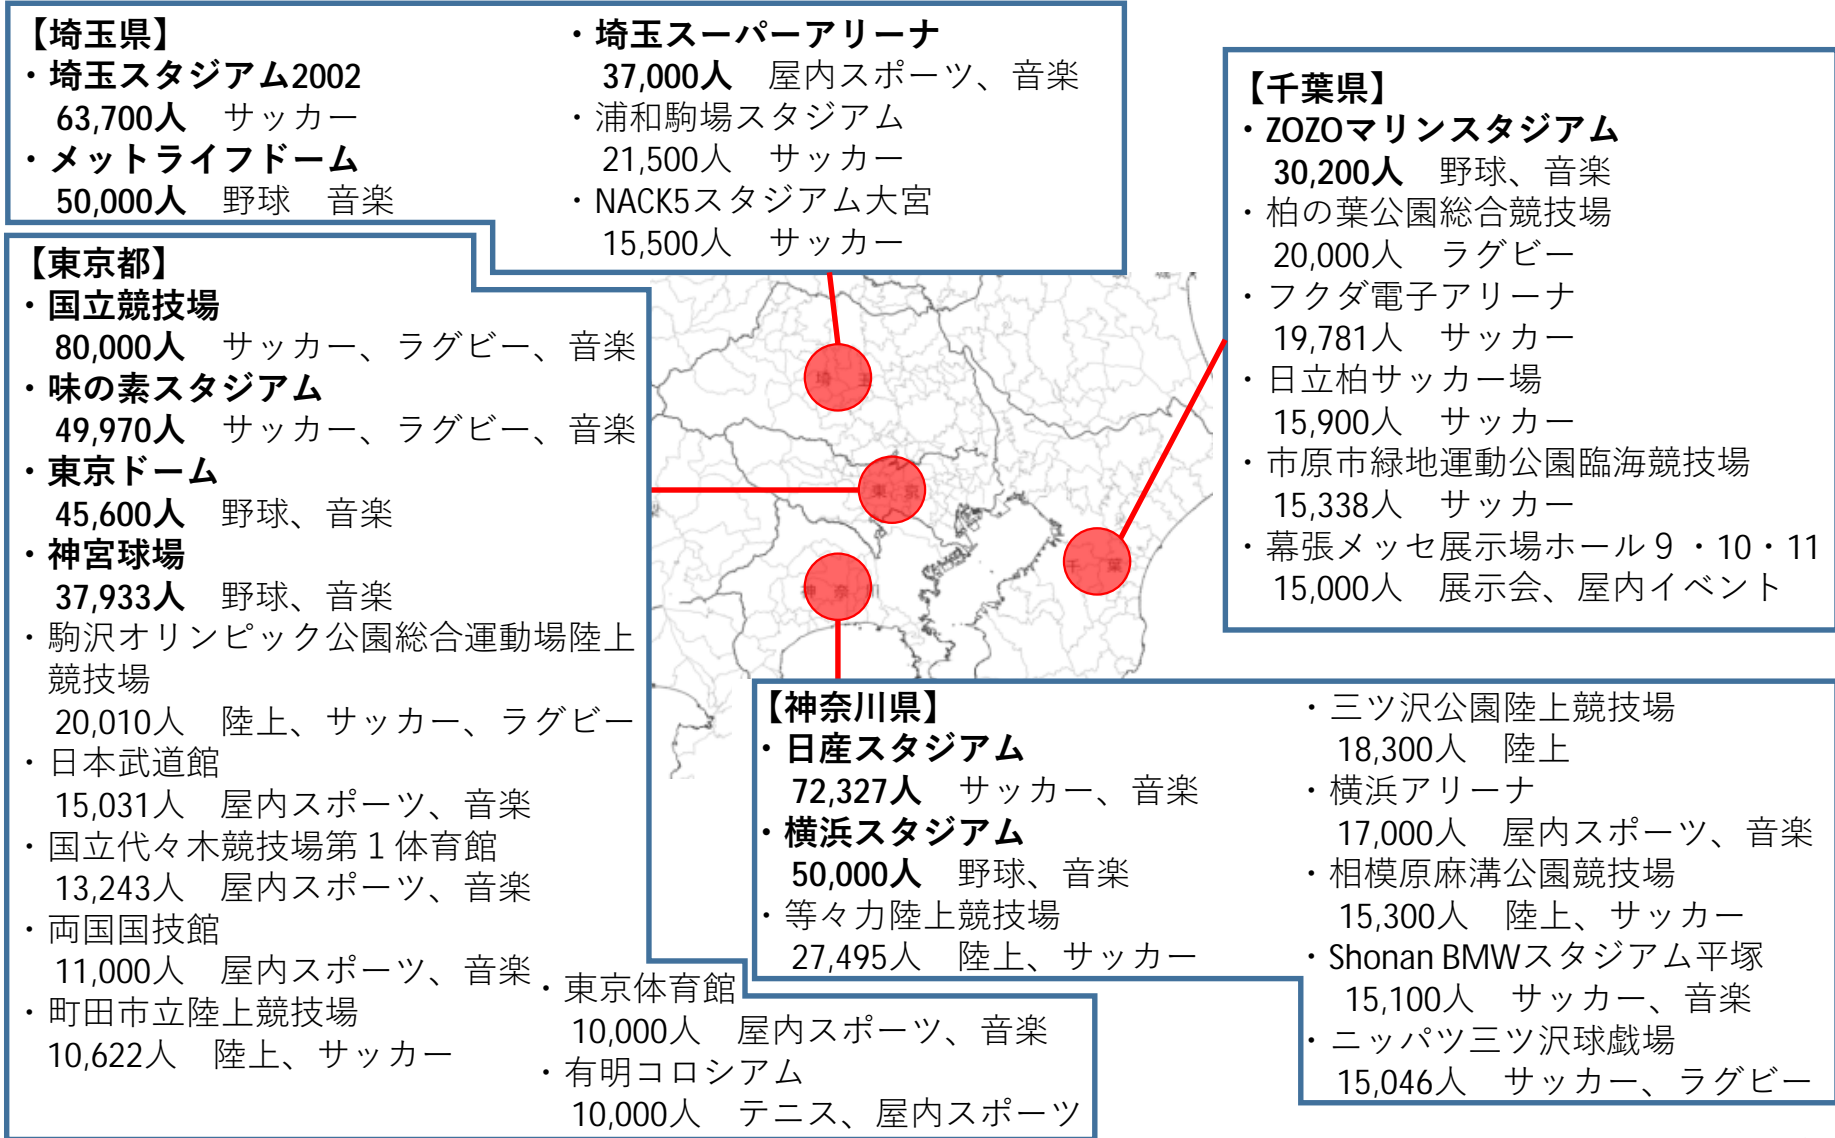 【埼玉県】
・埼玉スタジアム2002
63,700人　サッカー
・メットライフドーム
50,000人　野球　音楽
・埼玉スーパーアリーナ
37,000人　屋内スポーツ、音楽
・浦和駒場スタジアム
21,500人　サッカー
・NACK5スタジアム大宮
15,500人　サッカー
【千葉県】
・ZOZOマリンスタジアム
30,200人　野球、音楽
・柏の葉公園総合競技場
20,000人　ラグビー
・フクダ電子アリーナ
19,781人　サッカー
・日立柏サッカー場
15,900人　サッカー
・市原市緑地運動公園臨海競技場
15,338人　サッカー
・幕張メッセ展示場ホール９・10・11
15,000人　展示会、屋内イベント
【東京都】
・国立競技場
80,000人　サッカー、ラグビー、音楽
・味の素スタジアム
49,970人　サッカー、ラグビー、音楽
・東京ドーム
45,600人　野球、音楽
・神宮球場
37,933人　野球、音楽
・駒沢オリンピック公園総合運動場陸上
競技場
20,010人　陸上、サッカー、ラグビー
・日本武道館
15,031人　屋内スポーツ、音楽
・国立代々木競技場第１体育館
13,243人　屋内スポーツ、音楽
・両国国技館
11,000人　屋内スポーツ、音楽
・町田市立陸上競技場
10,622人　陸上、サッカー
・東京体育館
10,000人　屋内スポーツ、音楽
・有明コロシアム
10,000人　テニス、屋内スポーツ
埼　玉
東　京
千　葉
神　奈　川
【神奈川県】
・日産スタジアム
72,327人　サッカー、音楽
・横浜スタジアム
50,000人　野球、音楽
・等々力陸上競技場
27,495人　陸上、サッカー
・三ツ沢公園陸上競技場
18,300人　陸上
・横浜アリーナ
17,000人　屋内スポーツ、音楽
・相模原麻溝公園競技場
15,300人　陸上、サッカー
・Shonan BMWスタジアム平塚
15,100人　サッカー、音楽
・ニッパツ三ツ沢球戯場
15,046人　サッカー、ラグビー